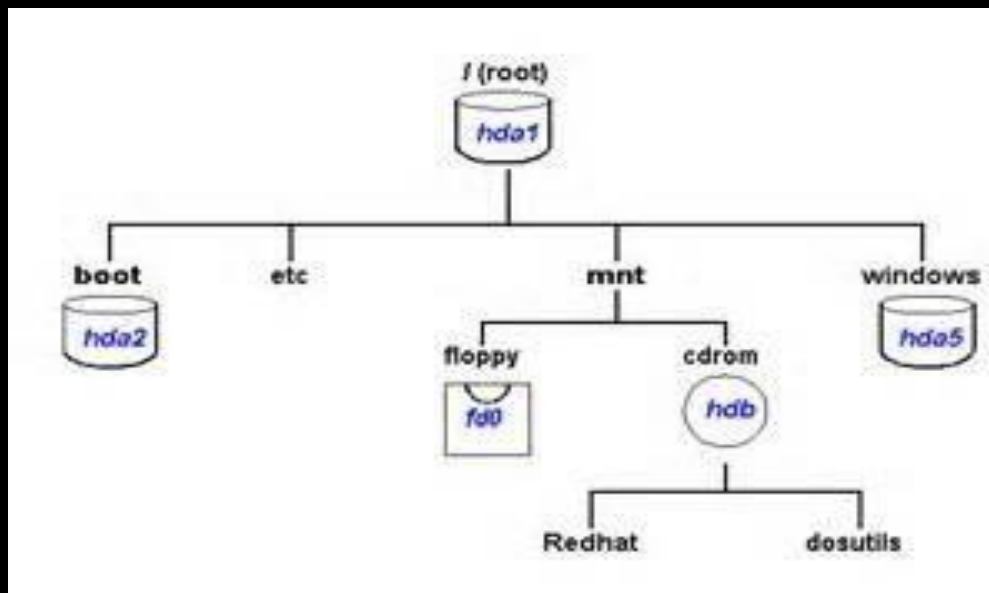 / (root)
hda1
boot etc mnt windows
hda2 hda5
floppy cdrom
fd0 hdb
Redhat dosutils